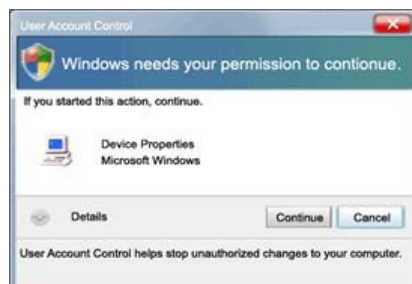 User Account Control
Windows needs your permission to contionue.
If you started this action, continue.
Device Properties
Microsoft Windows
Details
Continue
Cancel
User Account Control helps stop unauthorized changes to your computer.